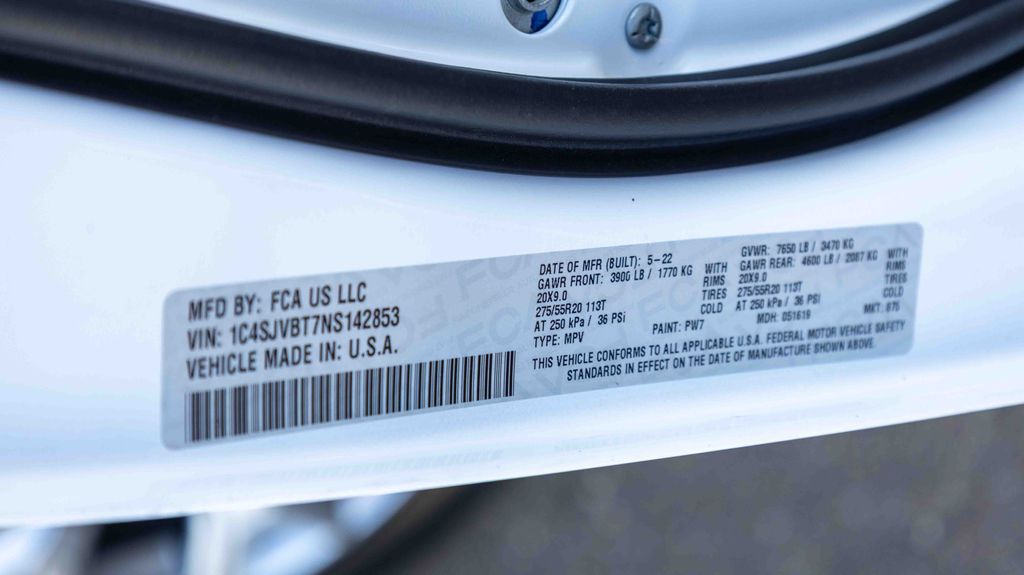 MFD BY: FCA US LLC
VIN: 1C4SJVBT7NS142853
VEHICLE MADE IN: U.S.A.
DATE OF MFR (BUILT): 5-22
GAWR FRONT: 3900 LB / 1770 KG WITH
20X9.0 RIMS
275/55R20 113T TIRES
AT 250 kPa / 36 PSi COLD
TYPE: MPV
PAINT: PW7
GVWR: 7650 LB / 3470 KG
GAWR REAR: 4600 LB / 2087 KG WITH
20X9.0 RIMS
275/55R20 113T TIRES
AT 250 kPa / 36 PSI COLD
MDH: 051619 MKT: 875
THIS VEHICLE CONFORMS TO ALL APPLICABLE U.S.A. FEDERAL MOTOR VEHICLE SAFETY
STANDARDS IN EFFECT ON THE DATE OF MANUFACTURE SHOWN ABOVE.